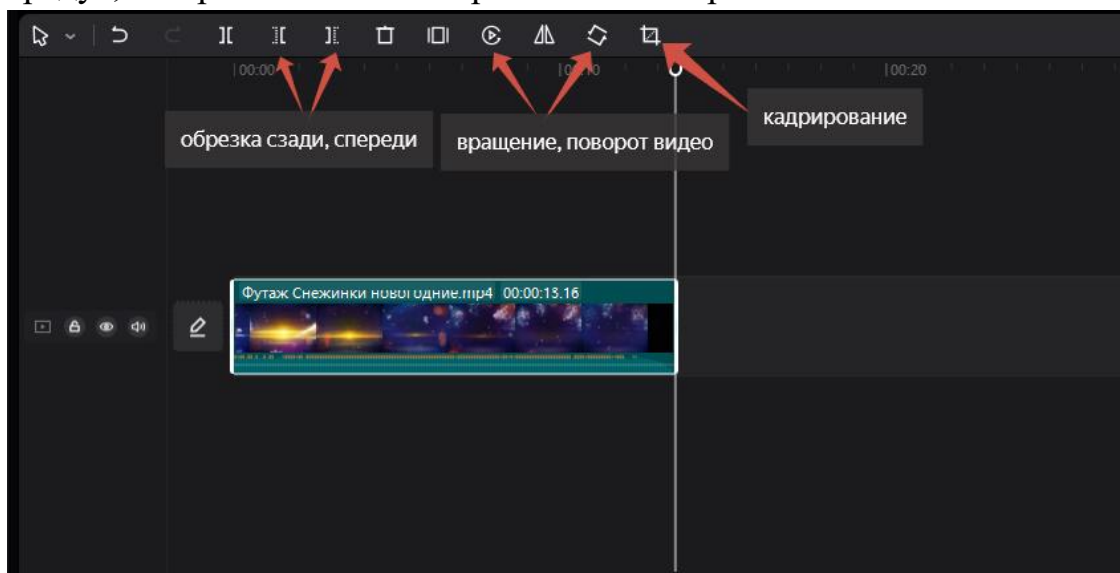 |00:00 |00:10 |00:20
обрезка сзади, спереди
вращение, поворот видео
кадрирование
Футаж Снежинки новогодние.mp4 00:00:13.16